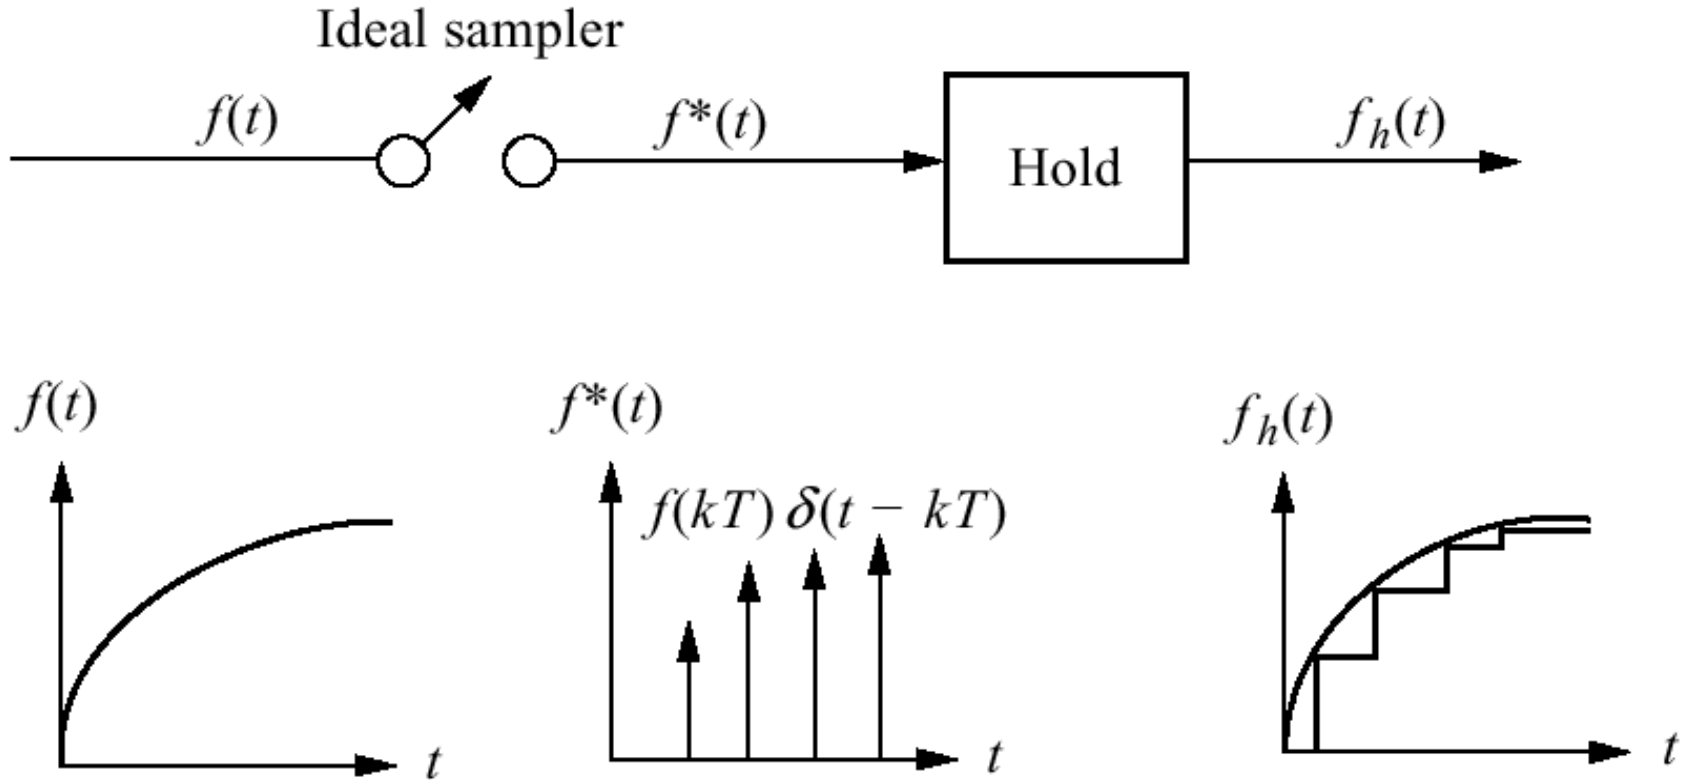 Ideal sampler
f(t)
f*(t)
Hold
f_h(t)
f(t)
t
f*(t)
f(kT) δ(t − kT)
t
f_h(t)
t